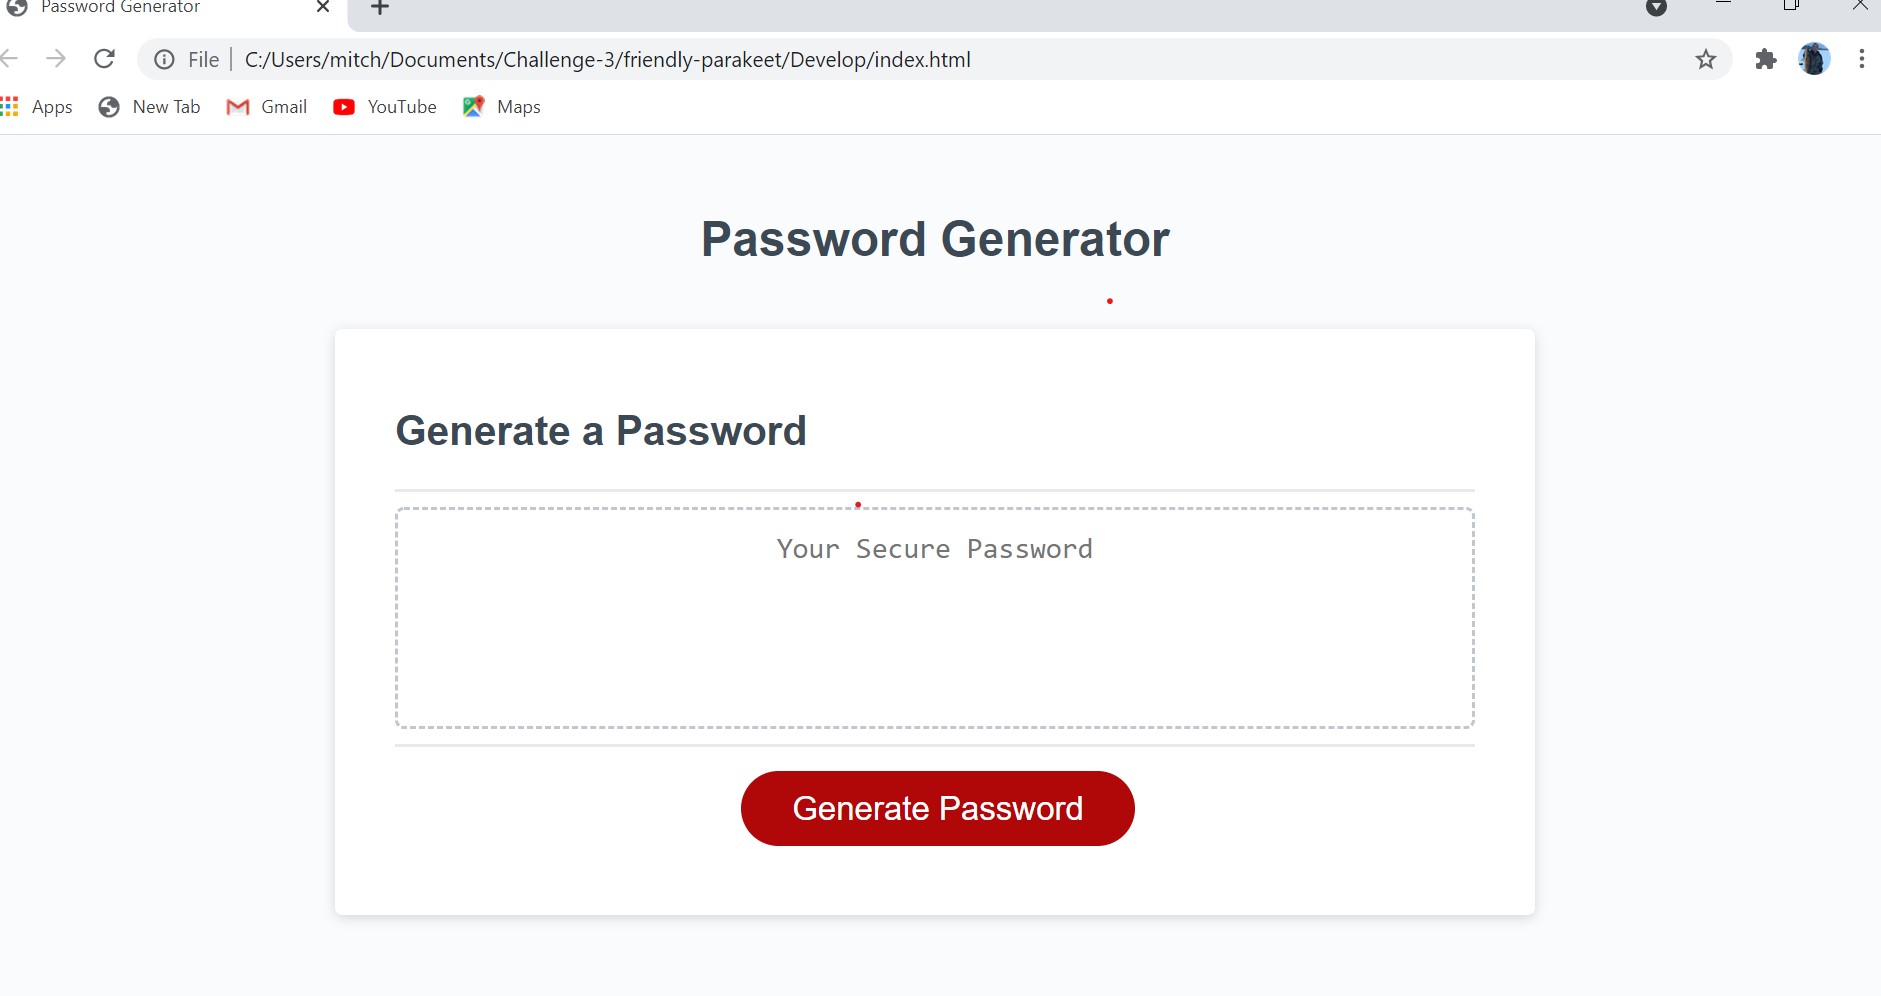 Password Generator
File C:/Users/mitch/Documents/Challenge-3/friendly-parakeet/Develop/index.html
Apps New Tab Gmail YouTube Maps
Password Generator
Generate a Password
Your Secure Password
Generate Password